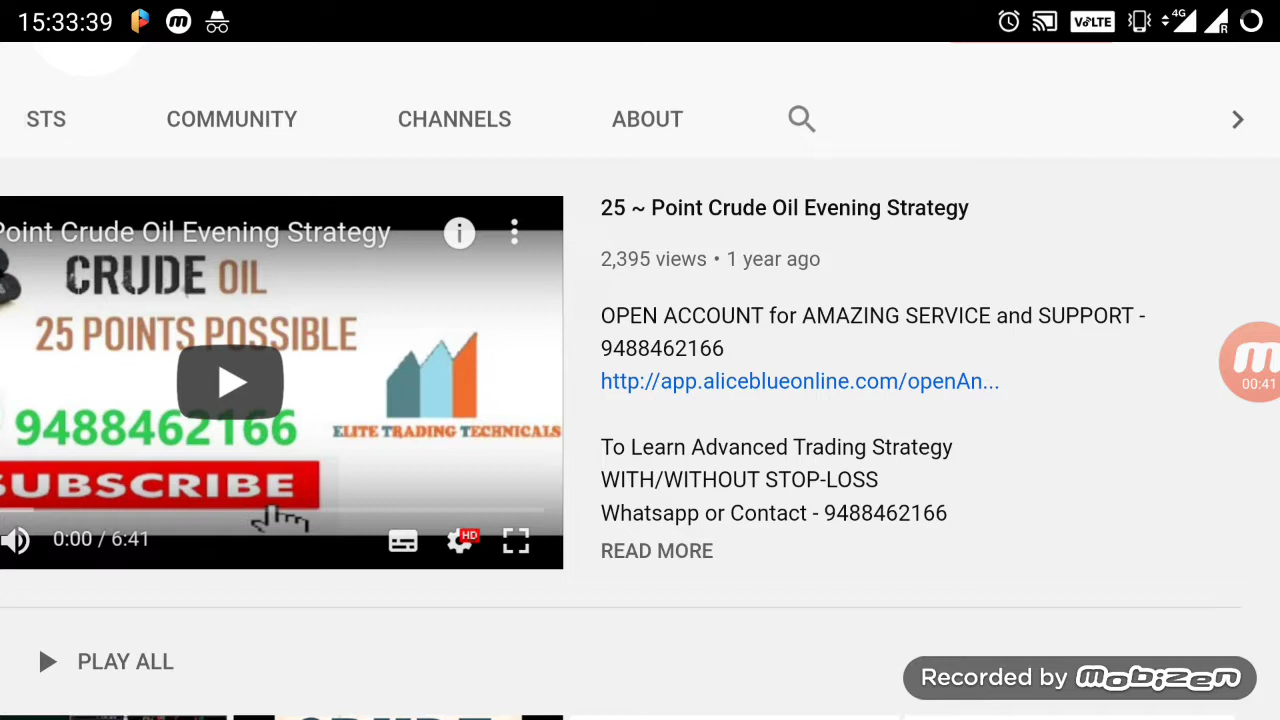 15:33:39
VoLTE
4G
R
STS
COMMUNITY
CHANNELS
ABOUT
Point Crude Oil Evening Strategy
CRUDE OIL
25 POINTS POSSIBLE
9488462166
ELITE TRADING TECHNICALS
SUBSCRIBE
0:00 / 6:41
HD
25 ~ Point Crude Oil Evening Strategy
2,395 views • 1 year ago
OPEN ACCOUNT for AMAZING SERVICE and SUPPORT -
9488462166
http://app.aliceblueonline.com/openAn...
To Learn Advanced Trading Strategy
WITH/WITHOUT STOP-LOSS
Whatsapp or Contact - 9488462166
READ MORE
00:41
PLAY ALL
Recorded by mobizen